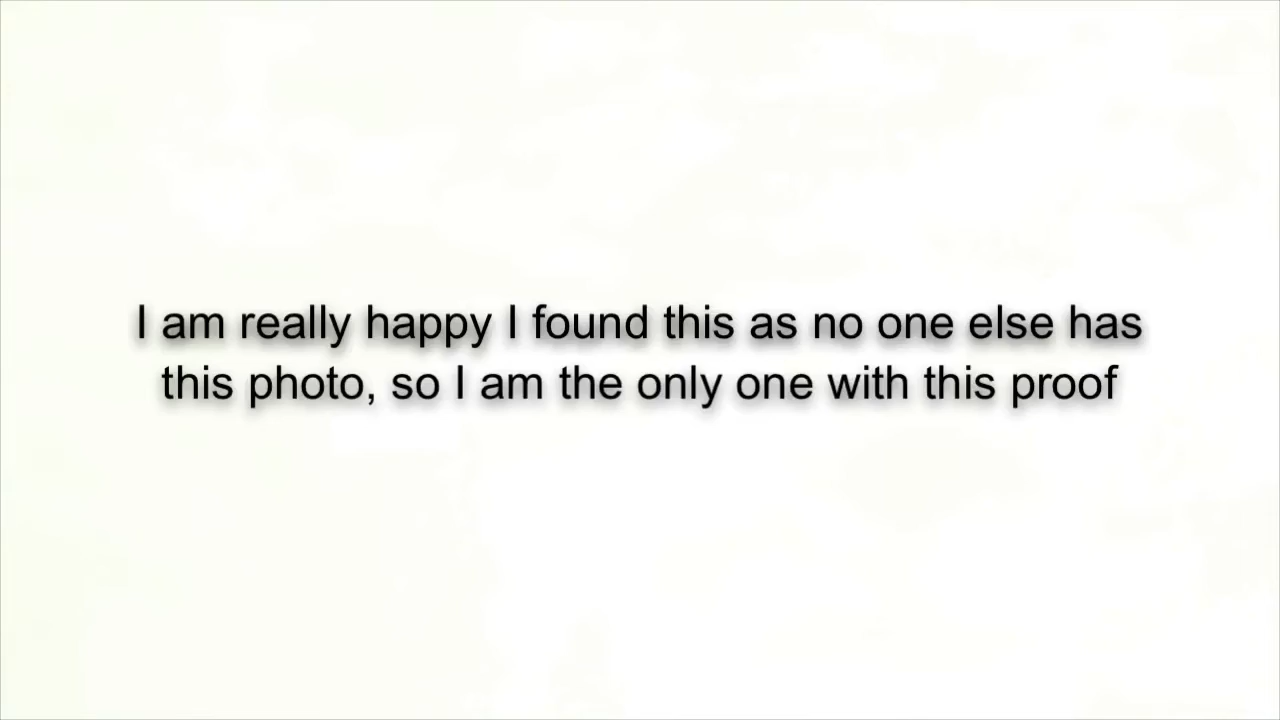 I am really happy I found this as no one else has
this photo, so I am the only one with this proof